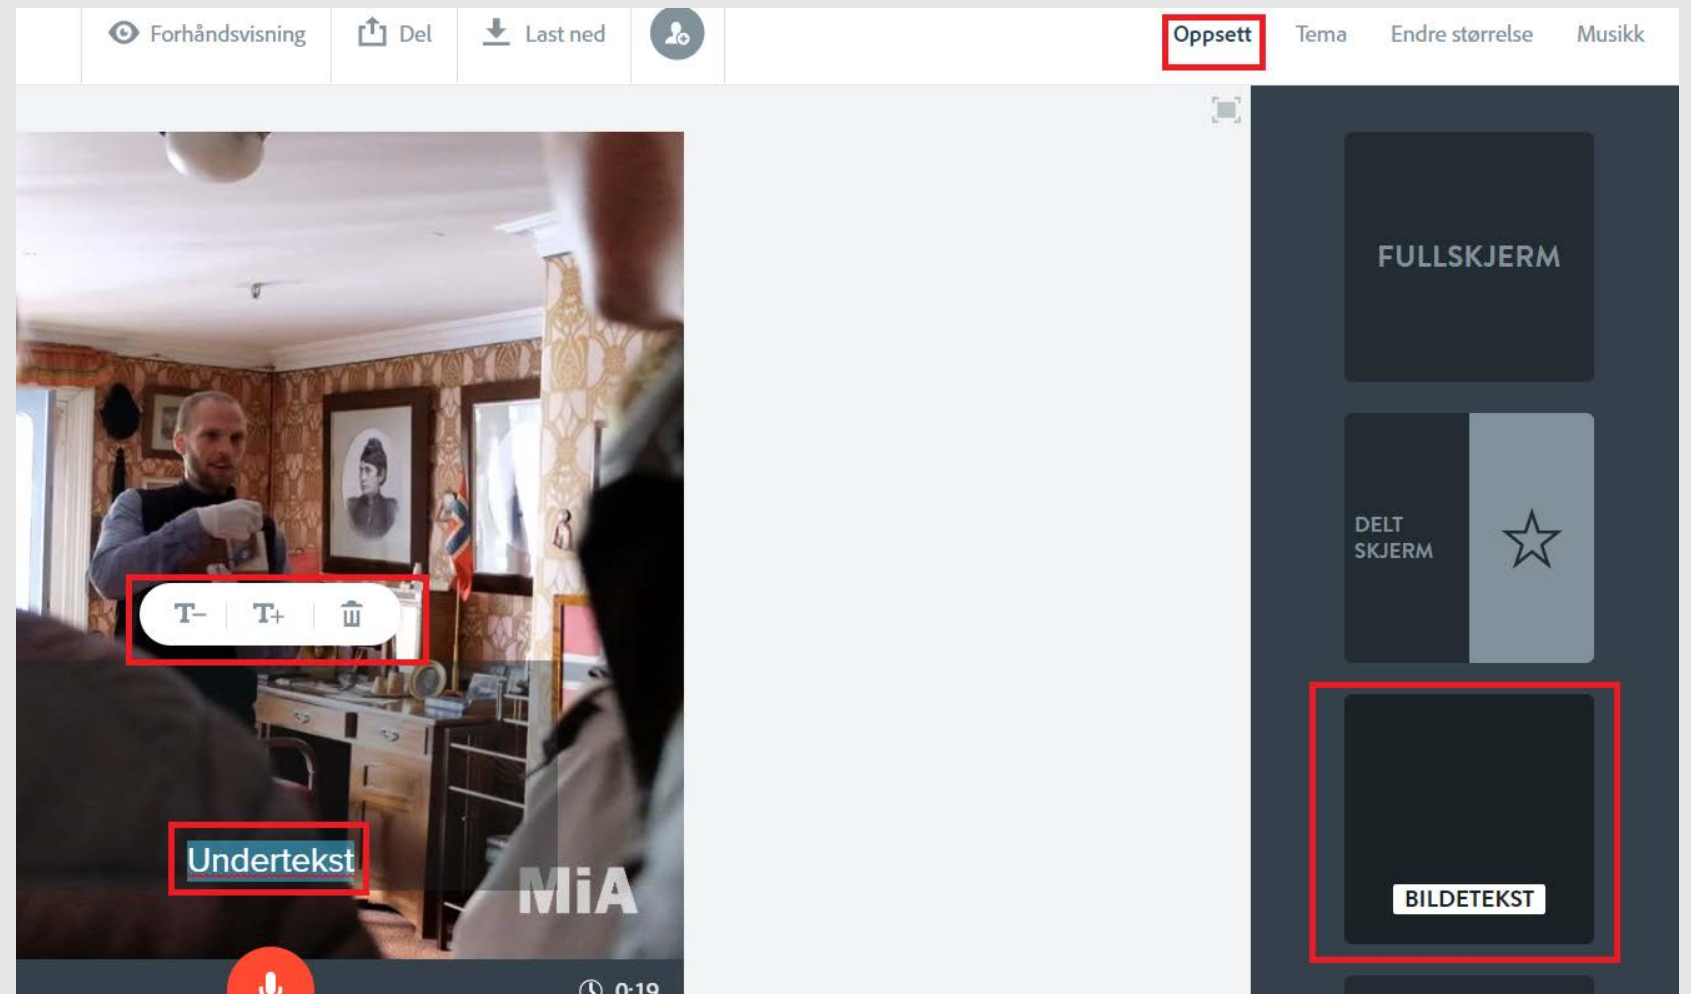 Forhåndsvisning
Del
Last ned
Oppsett
Tema
Endre størrelse
Musikk
FULLSKJERM
DELT
SKJERM
T−
T+
Undertekst
MiA
BILDETEKST
0:19